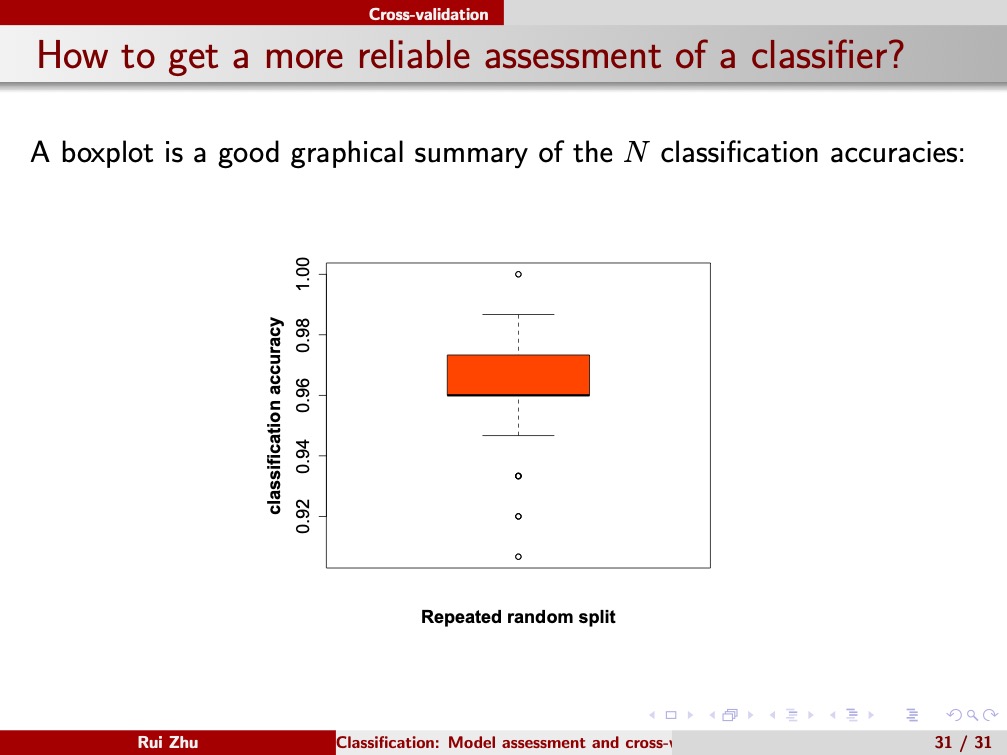 Cross-validation
How to get a more reliable assessment of a classifier?
A boxplot is a good graphical summary of the N classification accuracies:
1.00
0.98
0.96
0.94
0.92
classification accuracy
Repeated random split
Rui Zhu
Classification: Model assessment and cross-v
31 / 31